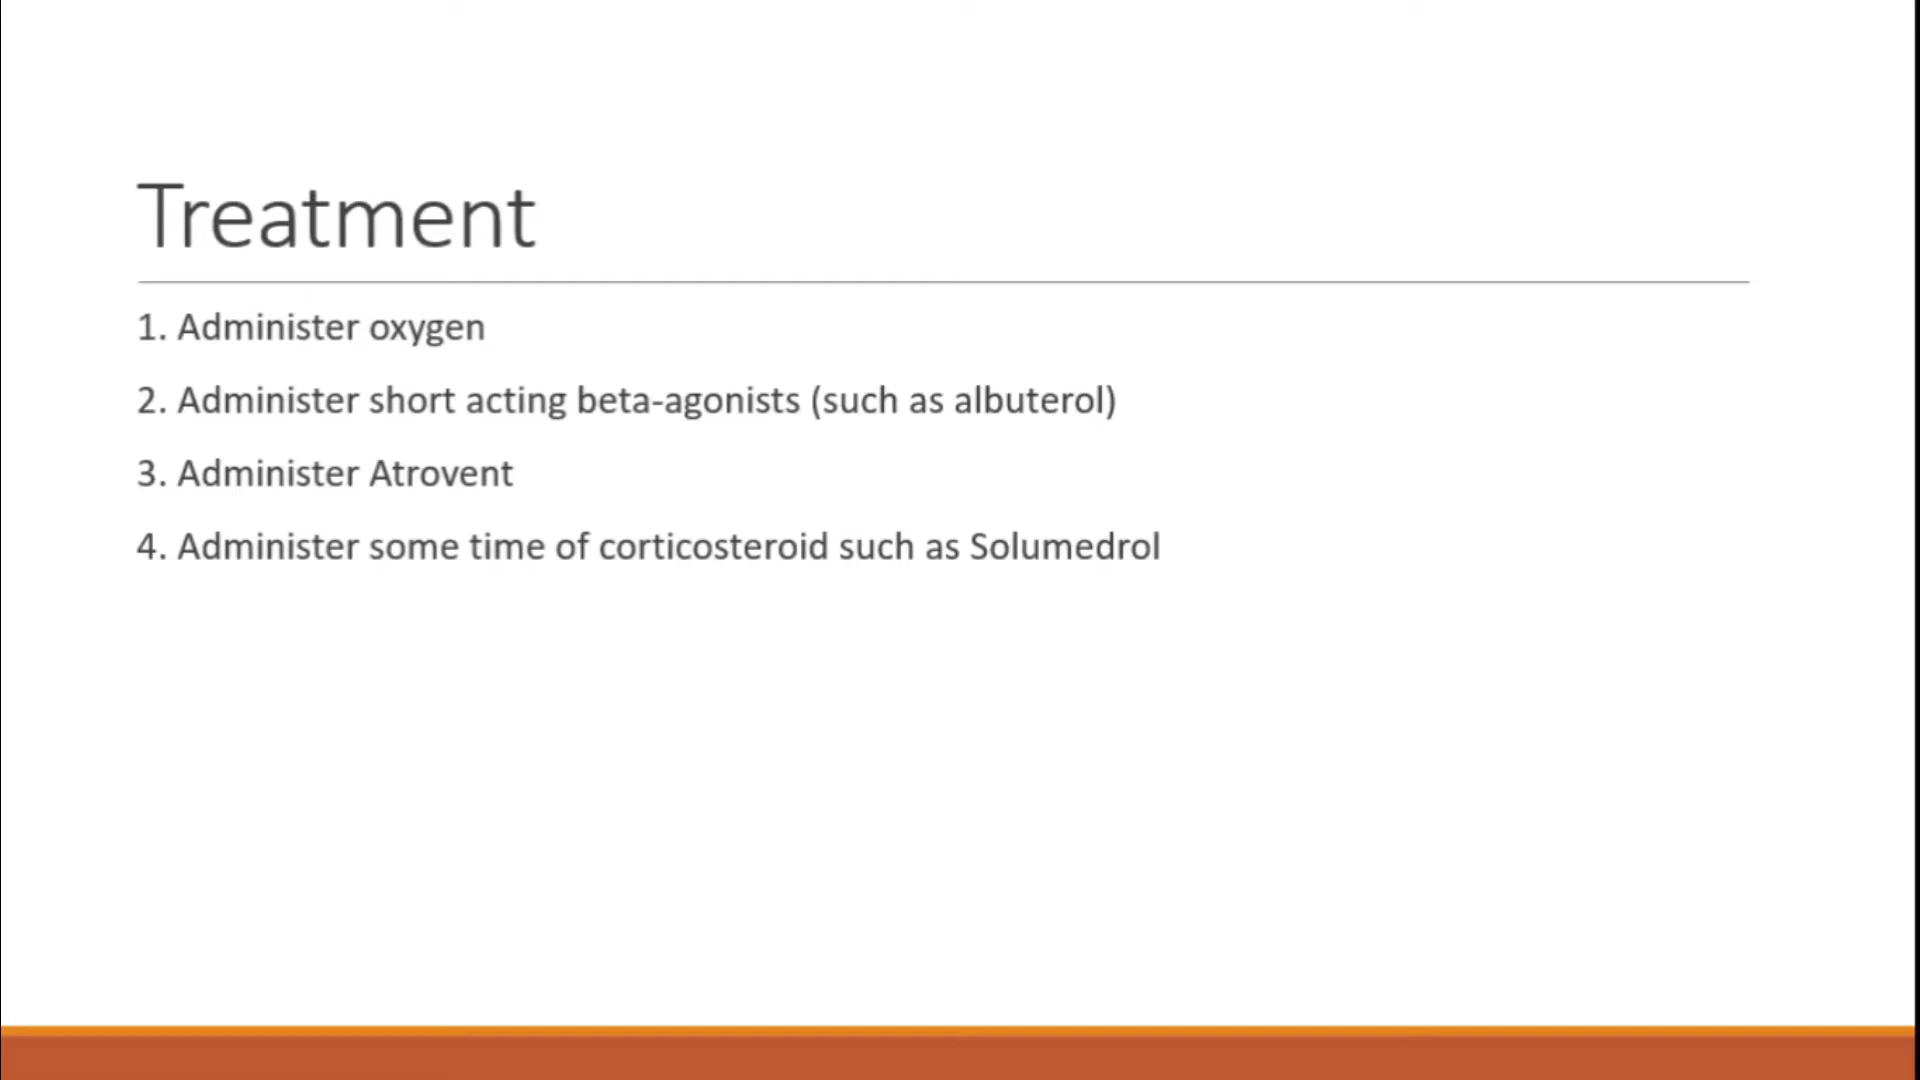 Treatment
1. Administer oxygen
2. Administer short acting beta-agonists (such as albuterol)
3. Administer Atrovent
4. Administer some time of corticosteroid such as Solumedrol